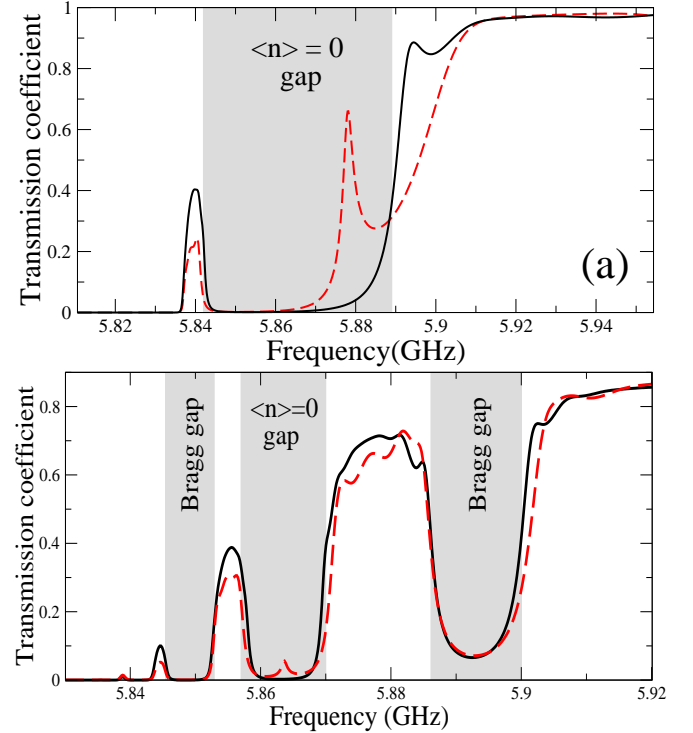 Transmission coefficient
1
0.8
0.6
0.4
0.2
0
<n> = 0
gap
(a)
5.82 5.84 5.86 5.88 5.9 5.92 5.94
Frequency(GHz)
Transmission coefficient
0.8
0.6
0.4
0.2
0
Bragg gap
<n>=0
gap
Bragg gap
5.84 5.86 5.88 5.9 5.92
Frequency (GHz)